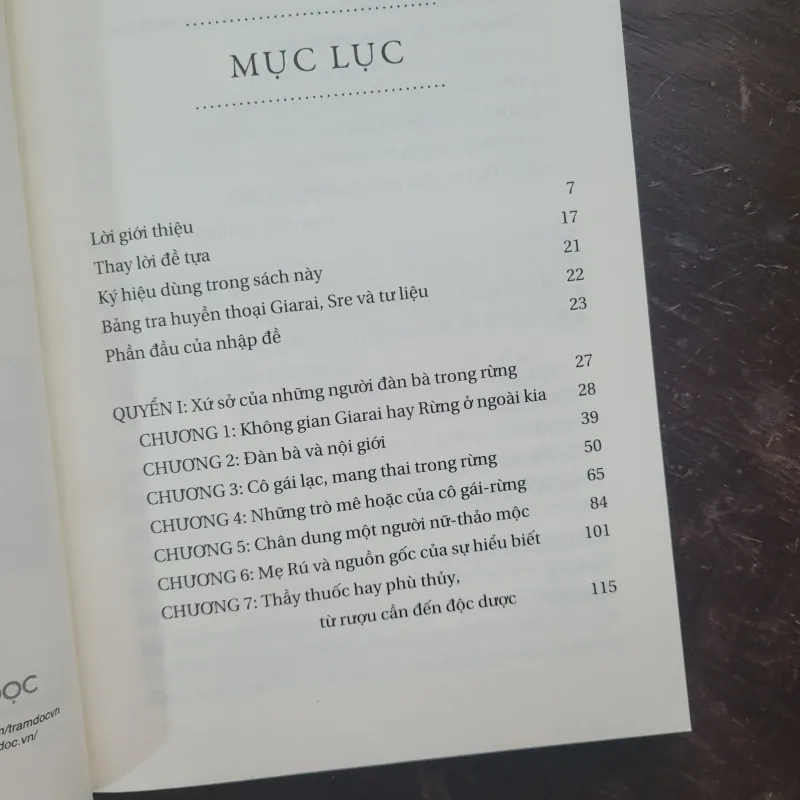 MỤC LỤC
Lời giới thiệu 7
Thay lời đề tựa 17
Ký hiệu dùng trong sách này 21
Bảng tra huyền thoại Giarai, Sre và tư liệu 22
Phần đầu của nhập đề 23
QUYỂN I: Xứ sở của những người đàn bà trong rừng 27
CHƯƠNG 1: Không gian Giarai hay Rừng ở ngoài kia 28
CHƯƠNG 2: Đàn bà và nội giới 39
CHƯƠNG 3: Cô gái lạc, mang thai trong rừng 50
CHƯƠNG 4: Những trò mê hoặc của cô gái-rừng 65
CHƯƠNG 5: Chân dung một người nữ-thảo mộc 84
CHƯƠNG 6: Mẹ Rú và nguồn gốc của sự hiểu biết 101
CHƯƠNG 7: Thầy thuốc hay phù thủy,
từ rượu cần đến độc dược 115
ĐỌC
n/tramdocvn
doc.vn/